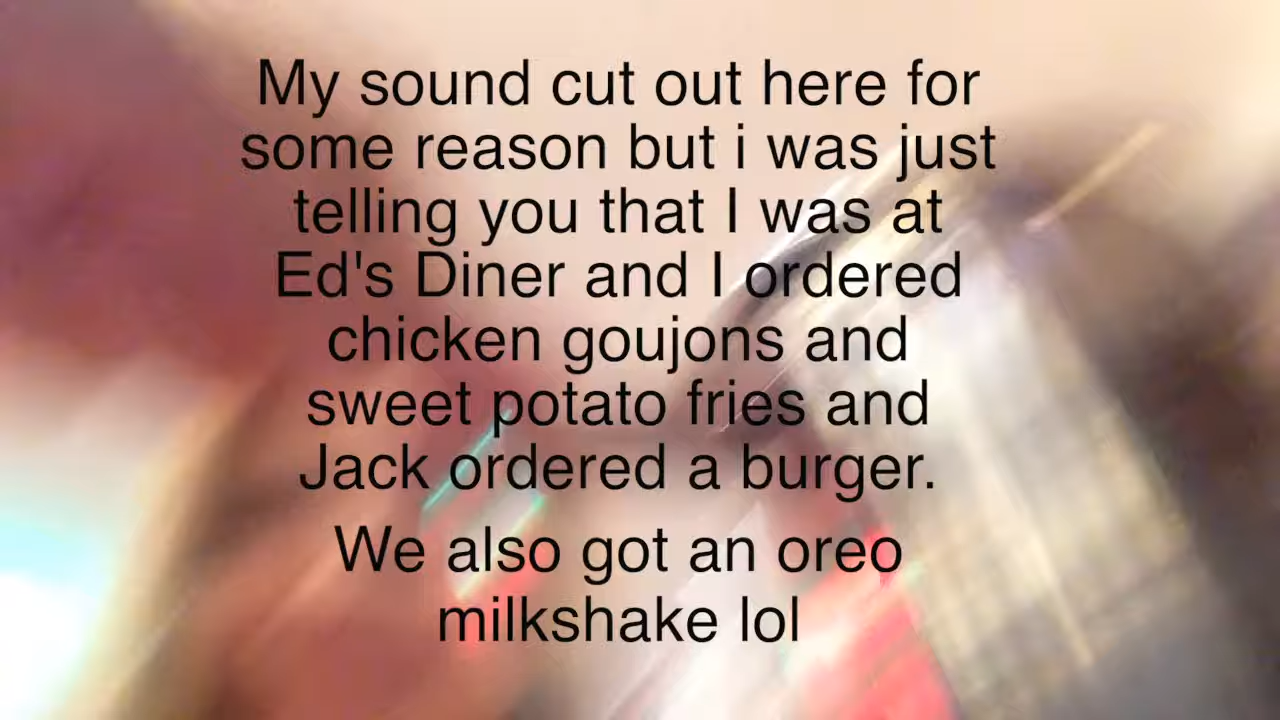 My sound cut out here for
some reason but i was just
telling you that I was at
Ed's Diner and I ordered
chicken goujons and
sweet potato fries and
Jack ordered a burger.
We also got an oreo
milkshake lol